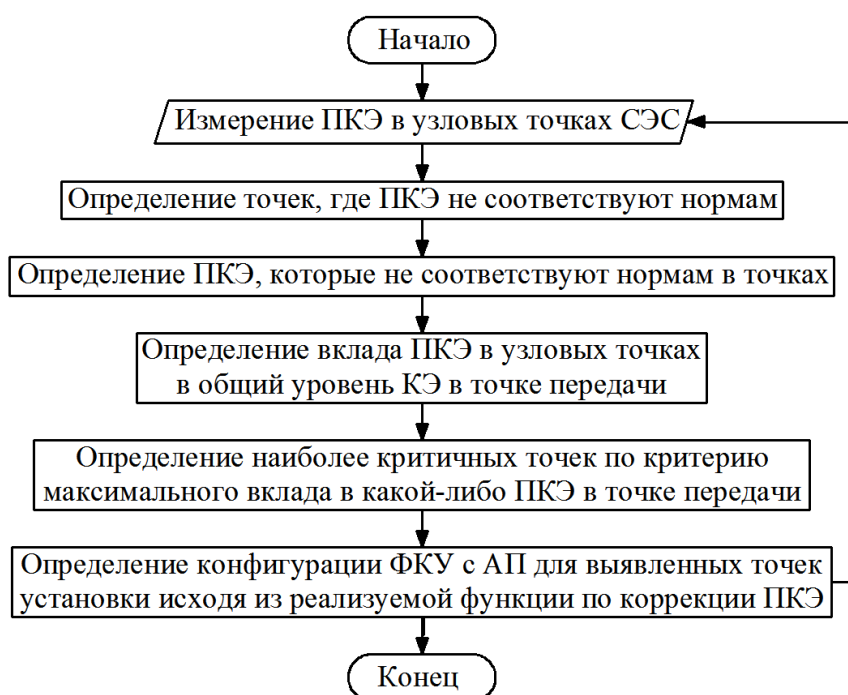 Начало
Измерение ПКЭ в узловых точках СЭС
Определение точек, где ПКЭ не соответствуют нормам
Определение ПКЭ, которые не соответствуют нормам в точках
Определение вклада ПКЭ в узловых точках
в общий уровень КЭ в точке передачи
Определение наиболее критичных точек по критерию
максимального вклада в какой-либо ПКЭ в точке передачи
Определение конфигурации ФКУ с АП для выявленных точек
установки исходя из реализуемой функции по коррекции ПКЭ
Конец